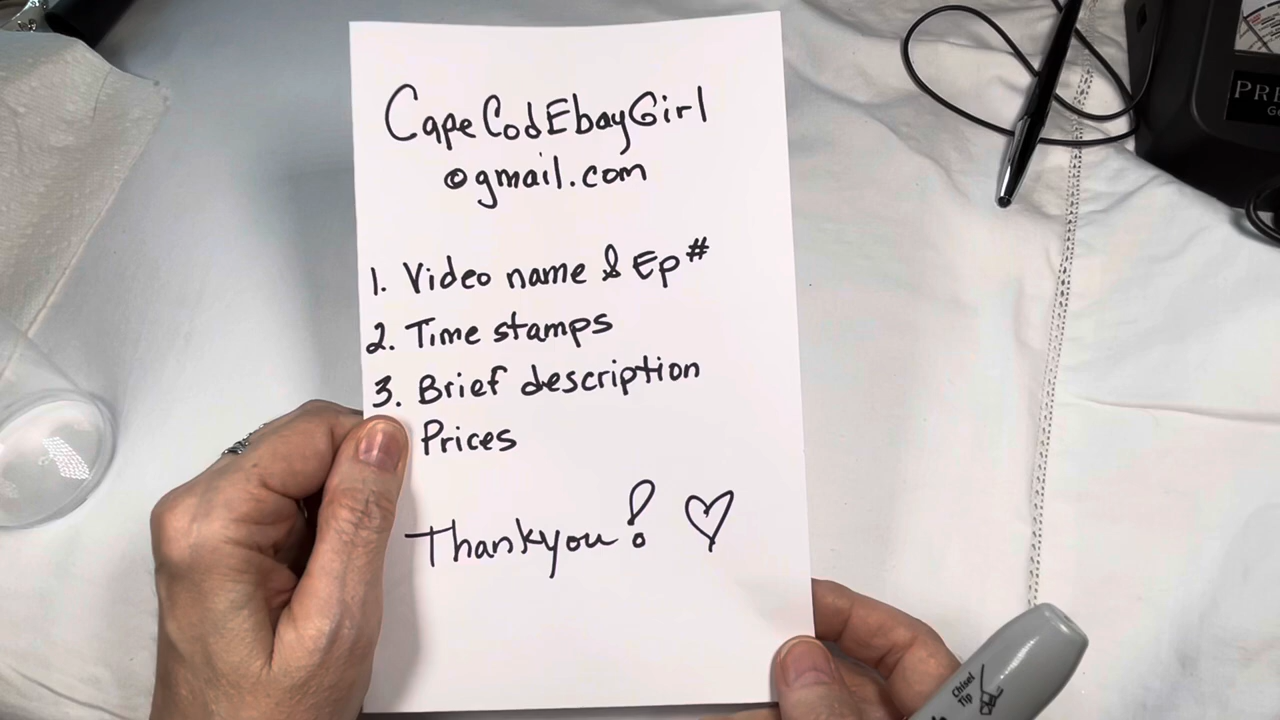 CapeCodEbayGirl
@gmail.com
1. Video name & Ep#
2. Time stamps
3. Brief description
Prices
Thankyou! ♡
Chisel
Tip